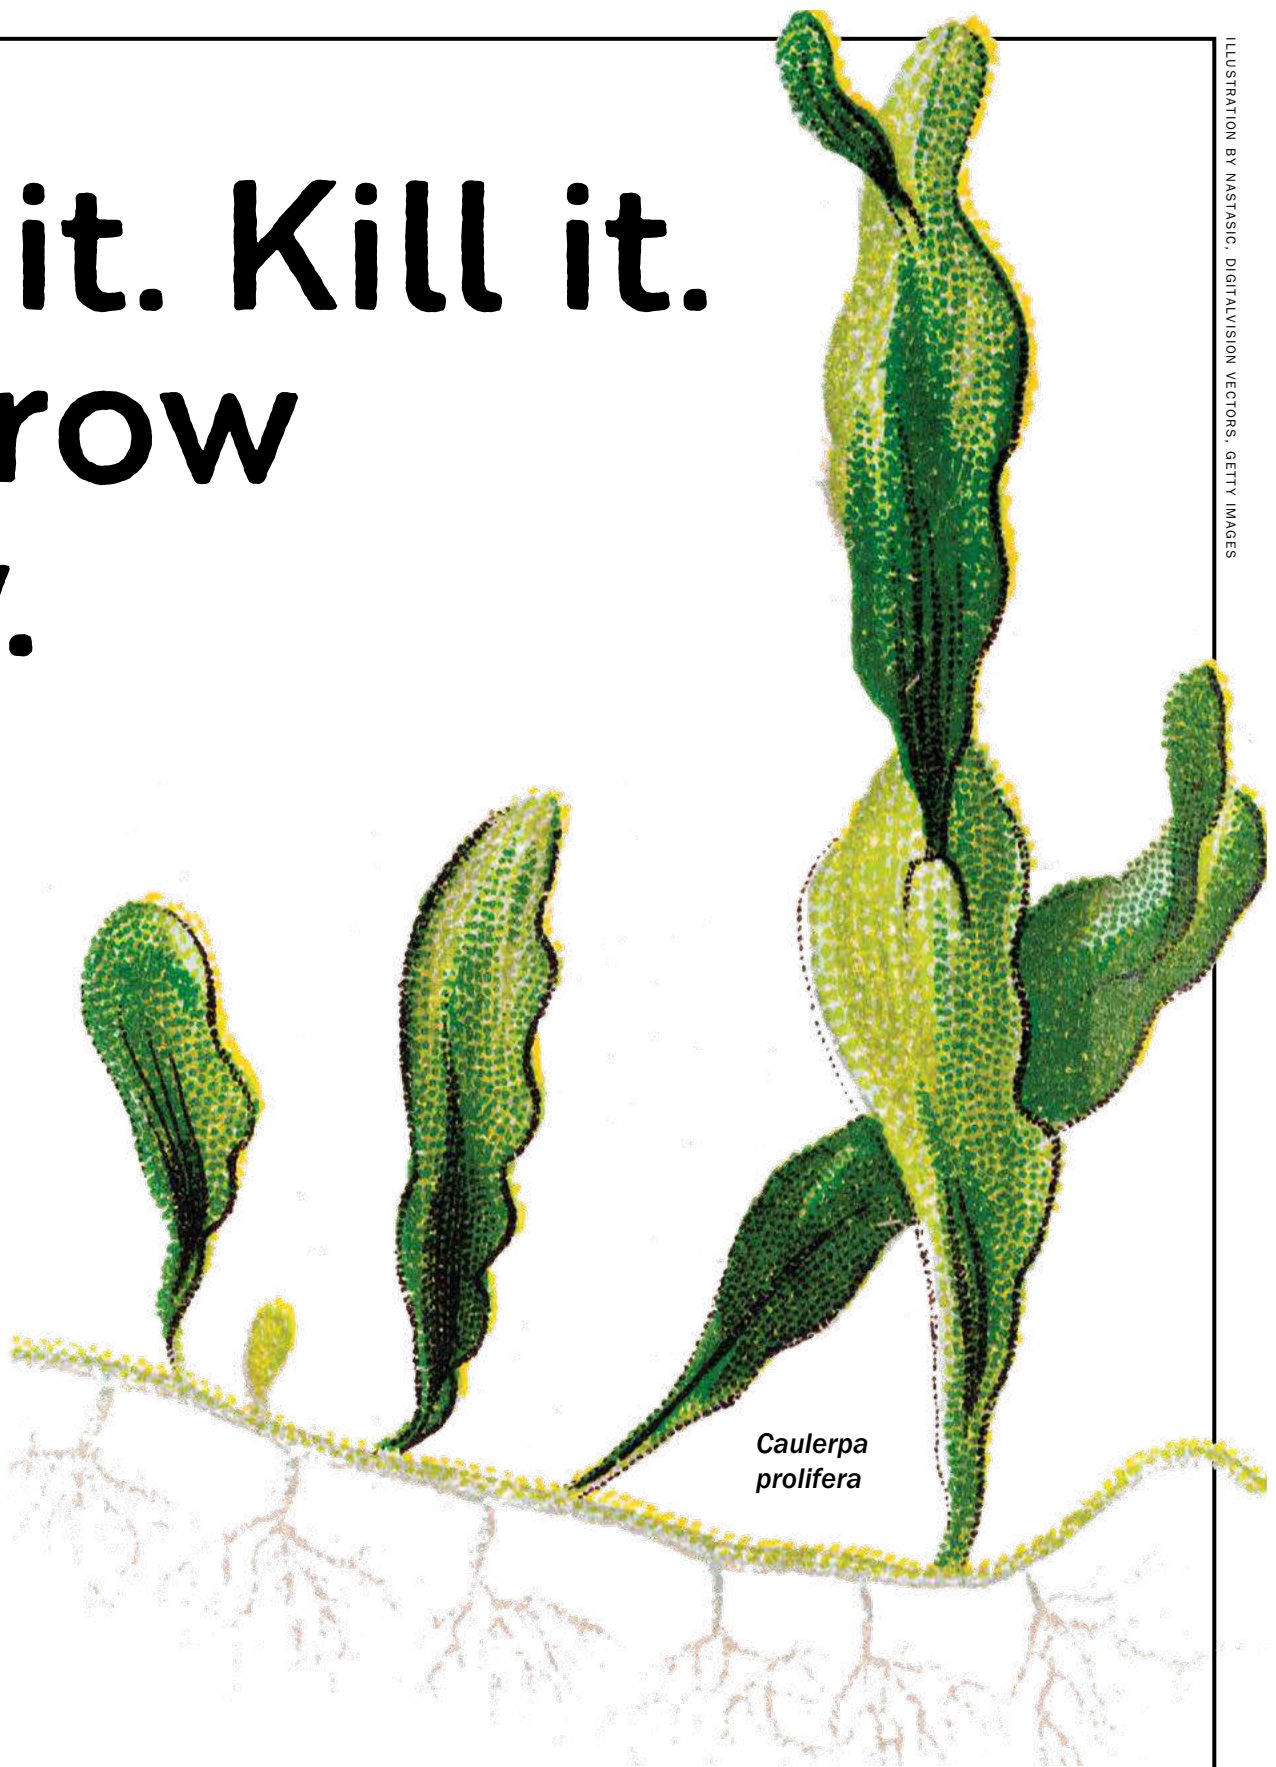 it. Kill it.
row
.
Caulerpa
prolifera
ILLUSTRATION BY NASTASIC, DIGITALVISION VECTORS, GETTY IMAGES